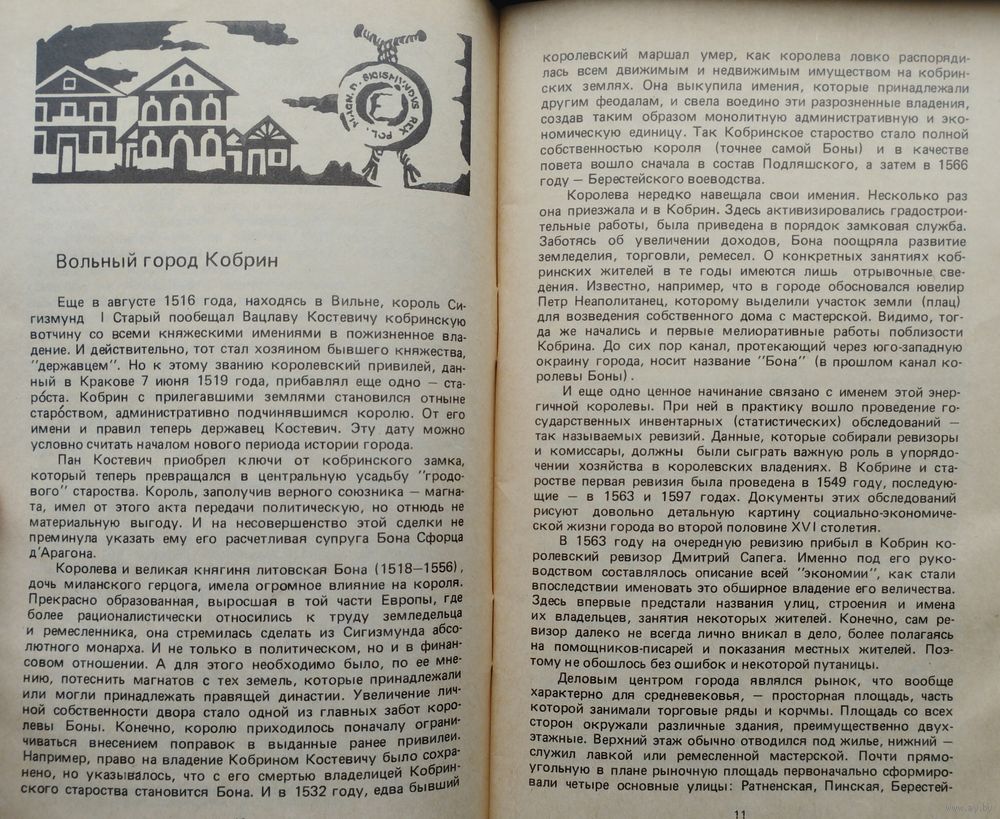 SIGISMVNDVS REX POL. MAGN. D.
Вольный город Кобрин
Еще в августе 1516 года, находясь в Вильне, король Си-
гизмунд I Старый пообещал Вацлаву Костевичу кобринскую
вотчину со всеми княжескими имениями в пожизненное вла-
дение. И действительно, тот стал хозяином бывшего княжества,
"державцем". Но к этому званию королевский привилей, дан-
ный в Кракове 7 июня 1519 года, прибавлял еще одно — ста-
роста. Кобрин с прилегавшими землями становился отныне
старо́ством, административно подчинявшимся королю. От его
имени и правил теперь державец Костевич. Эту дату можно
условно считать началом нового периода истории города.
Пан Костевич приобрел ключи от кобринского замка,
который теперь превращался в центральную усадьбу "гродо-
вого" староства. Король, заполучив верного союзника — магна-
та, имел от этого акта передачи политическую, но отнюдь не
материальную выгоду. И на несовершенство этой сделки не
преминула указать ему его расчетливая супруга Бона Сфорца
д'Арагона.
Королева и великая княгиня литовская Бона (1518—1556),
дочь миланского герцога, имела огромное влияние на короля.
Прекрасно образованная, выросшая в той части Европы, где
более рационалистически относились к труду земледельца
и ремесленника, она стремилась сделать из Сигизмунда абсо-
лютного монарха. И не только в политическом, но и в финан-
совом отношении. А для этого необходимо было, по ее мне-
нию, потеснить магнатов с тех земель, которые принадлежали
или могли принадлежать правящей династии. Увеличение лич-
ной собственности двора стало одной из главных забот коро-
левы Боны. Конечно, королю приходилось поначалу ограни-
чиваться внесением поправок в выданные ранее привилеи.
Например, право на владение Кобрином Костевичу было сохра-
нено, но указывалось, что с его смертью владелицей Кобрин-
ского староства становится Бона. И в 1532 году, едва бывший
королевский маршал умер, как королева ловко распоряди-
лась всем движимым и недвижимым имуществом на кобрин-
ских землях. Она выкупила имения, которые принадлежали
другим феодалам, и свела воедино эти разрозненные владения,
создав таким образом монолитную административную и эко-
номическую единицу. Так Кобринское староство стало полной
собственностью короля (точнее самой Боны) и в качестве
повета вошло сначала в состав Подляшского, а затем в 1566
году — Берестейского воеводства.
Королева нередко навещала свои имения. Несколько раз
она приезжала и в Кобрин. Здесь активизировались градострои-
тельные работы, была приведена в порядок замковая служба.
Заботясь об увеличении доходов, Бона поощряла развитие
земледелия, торговли, ремесел. О конкретных занятиях коб-
ринских жителей в те годы имеются лишь отрывочные све-
дения. Известно, например, что в городе обосновался ювелир
Петр Неаполитанец, которому выделили участок земли (плац)
для возведения собственного дома с мастерской. Видимо, тог-
да же начались и первые мелиоративные работы поблизости
Кобрина. До сих пор канал, протекающий через юго-западную
окраину города, носит название "Бона" (в прошлом канал ко-
ролевы Боны).
И еще одно ценное начинание связано с именем этой энер-
гичной королевы. При ней в практику вошло проведение го-
сударственных инвентарных (статистических) обследований —
так называемых ревизий. Данные, которые собирали ревизоры
и комиссары, должны были сыграть важную роль в упорядо-
чении хозяйства в королевских владениях. В Кобрине и ста-
ростве первая ревизия была проведена в 1549 году, последую-
щие — в 1563 и 1597 годах. Документы этих обследований
рисуют довольно детальную картину социально-экономичес-
кой жизни города во второй половине XVI столетия.
В 1563 году на очередную ревизию прибыл в Кобрин ко-
ролевский ревизор Дмитрий Сапега. Именно под его руко-
водством составлялось описание всей "экономии", как стали
впоследствии именовать это обширное владение его величества.
Здесь впервые предстали названия улиц, строения и имена
их владельцев, занятия некоторых жителей. Конечно, сам ре-
визор далеко не всегда лично вникал в дело, более полагаясь
на помощников-писарей и показания местных жителей. Поэ-
тому не обошлось без ошибок и некоторой путаницы.
Деловым центром города являлся рынок, что вообще
характерно для средневековья, — просторная площадь, часть
которой занимали торговые ряды и корчмы. Площадь со всех
сторон окружали различные здания, преимущественно двух-
этажные. Верхний этаж обычно отводился под жилье, нижний —
служил лавкой или ремесленной мастерской. Почти прямо-
угольную в плане рыночную площадь первоначально сформиро-
вали четыре основные улицы: Ратненская, Пинская, Берестей-
11
www.ay.by